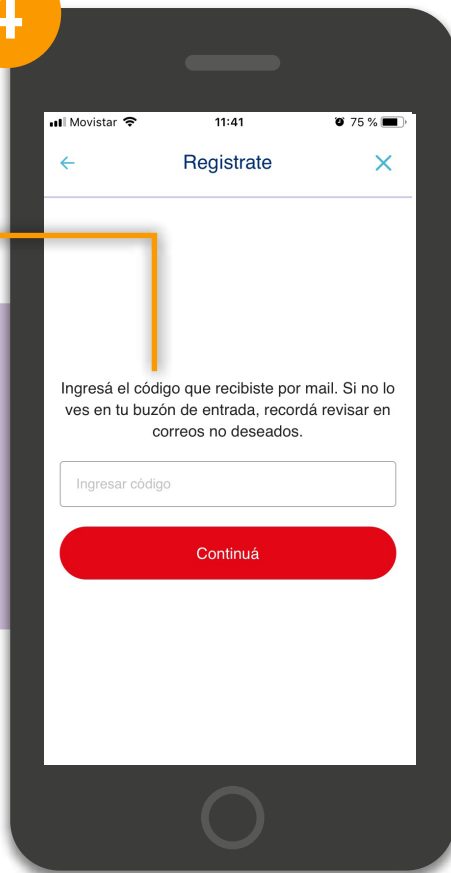 4
Movistar 11:41 75 %
Registrate
Ingresá el código que recibiste por mail. Si no lo
ves en tu buzón de entrada, recordá revisar en
correos no deseados.
Ingresar código
Continuá